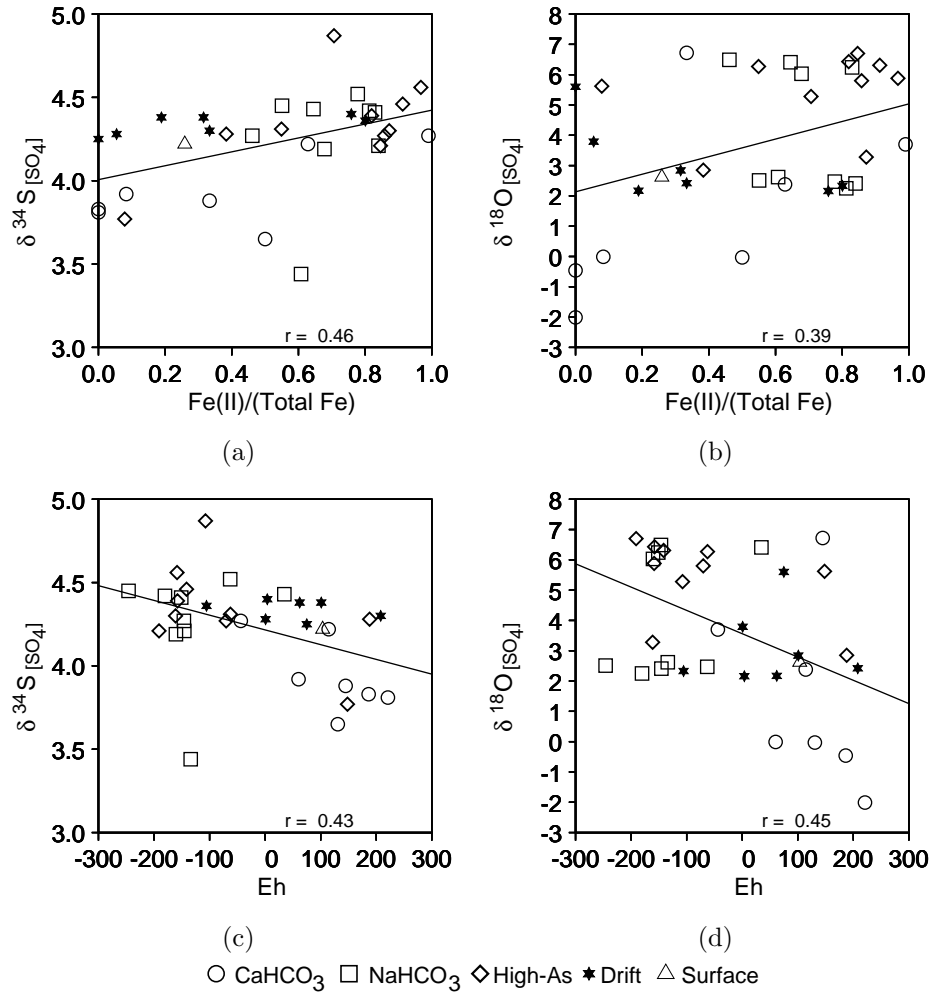 5.0
4.5
4.0
3.5
3.0
δ 34S[SO4]
r = 0.46
0.0 0.2 0.4 0.6 0.8 1.0
Fe(II)/(Total Fe)
(a)
8
7
6
5
4
3
2
1
0
-1
-2
-3
δ 18O[SO4]
r = 0.39
0.0 0.2 0.4 0.6 0.8 1.0
Fe(II)/(Total Fe)
(b)
5.0
4.5
4.0
3.5
3.0
δ 34S[SO4]
r = 0.43
-300 -200 -100 0 100 200 300
Eh
(c)
8
7
6
5
4
3
2
1
0
-1
-2
-3
δ 18O[SO4]
r = 0.45
-300 -200 -100 0 100 200 300
Eh
(d)
CaHCO3 NaHCO3 High-As Drift Surface